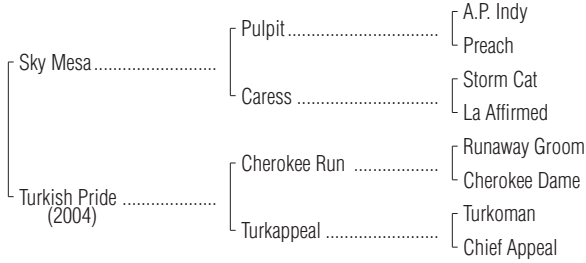 A.P. Indy
Pulpit
Preach
Sky Mesa
Storm Cat
Caress
La Affirmed
Runaway Groom
Cherokee Run
Cherokee Dame
Turkish Pride
(2004)
Turkoman
Turkappeal
Chief Appeal